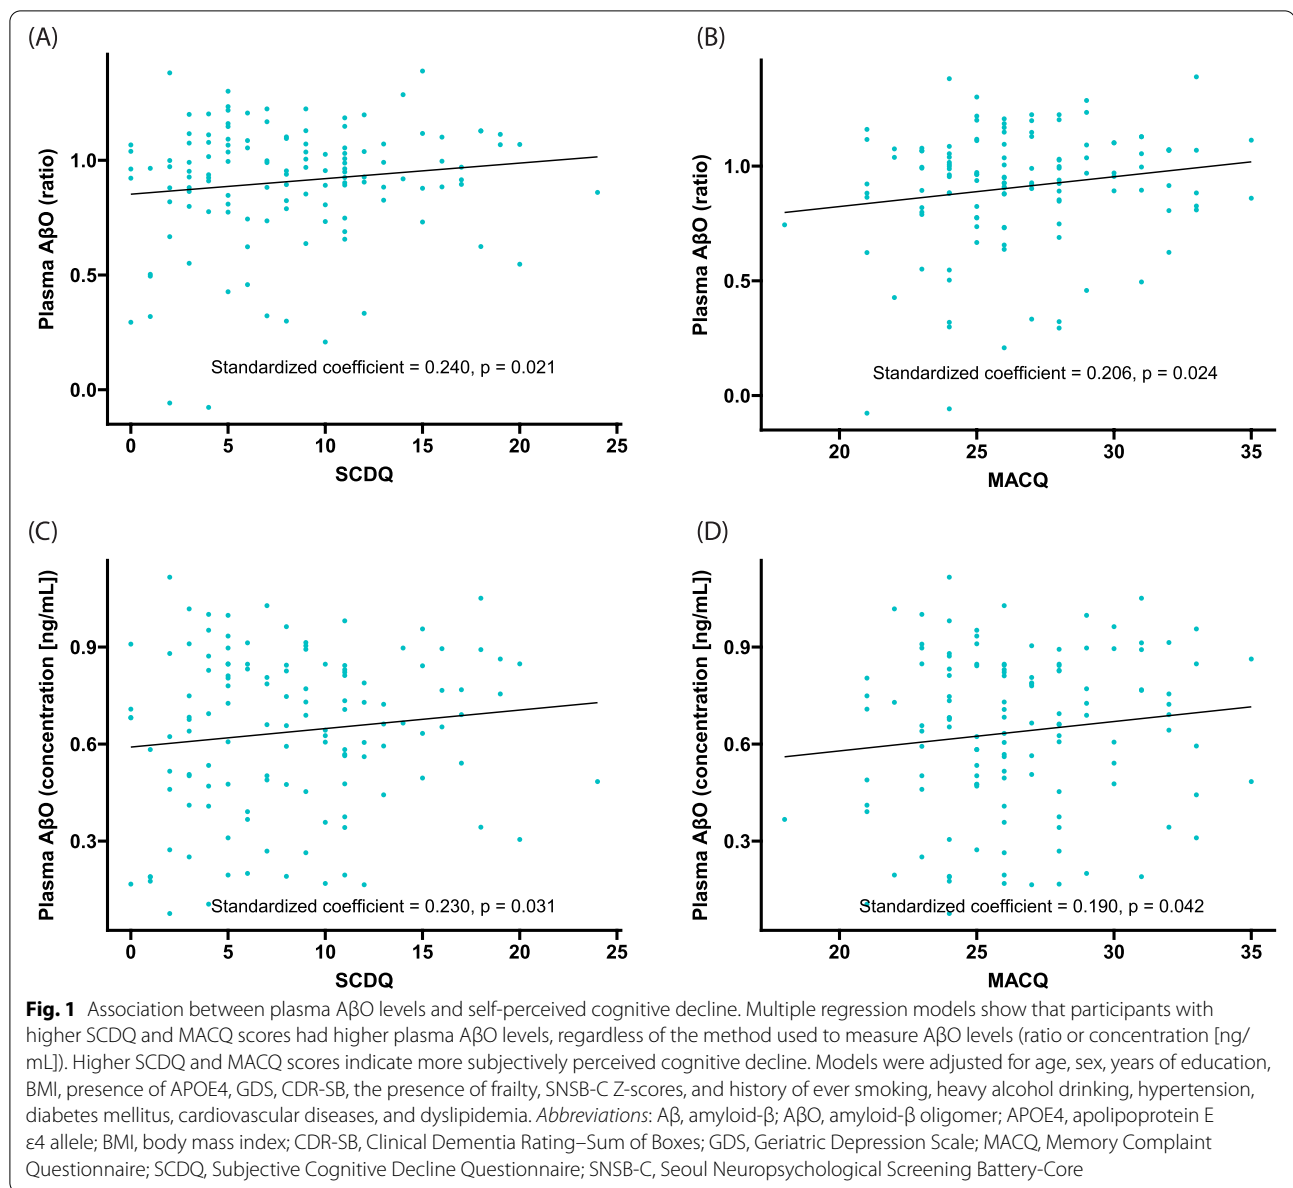 (A)
Plasma AβO (ratio)
1.0
0.5
0.0
Standardized coefficient = 0.240, p = 0.021
0 5 10 15 20 25
SCDQ
(B)
Plasma AβO (ratio)
1.0
0.5
0.0
Standardized coefficient = 0.206, p = 0.024
20 25 30 35
MACQ
(C)
Plasma AβO (concentration [ng/mL])
0.9
0.6
0.3
Standardized coefficient = 0.230, p = 0.031
0 5 10 15 20 25
SCDQ
(D)
Plasma AβO (concentration [ng/mL])
0.9
0.6
0.3
Standardized coefficient = 0.190, p = 0.042
20 25 30 35
MACQ
Fig. 1 Association between plasma AβO levels and self-perceived cognitive decline. Multiple regression models show that participants with
higher SCDQ and MACQ scores had higher plasma AβO levels, regardless of the method used to measure AβO levels (ratio or concentration [ng/
mL]). Higher SCDQ and MACQ scores indicate more subjectively perceived cognitive decline. Models were adjusted for age, sex, years of education,
BMI, presence of APOE4, GDS, CDR-SB, the presence of frailty, SNSB-C Z-scores, and history of ever smoking, heavy alcohol drinking, hypertension,
diabetes mellitus, cardiovascular diseases, and dyslipidemia. Abbreviations: Aβ, amyloid-β; AβO, amyloid-β oligomer; APOE4, apolipoprotein E
ε4 allele; BMI, body mass index; CDR-SB, Clinical Dementia Rating–Sum of Boxes; GDS, Geriatric Depression Scale; MACQ, Memory Complaint
Questionnaire; SCDQ, Subjective Cognitive Decline Questionnaire; SNSB-C, Seoul Neuropsychological Screening Battery-Core